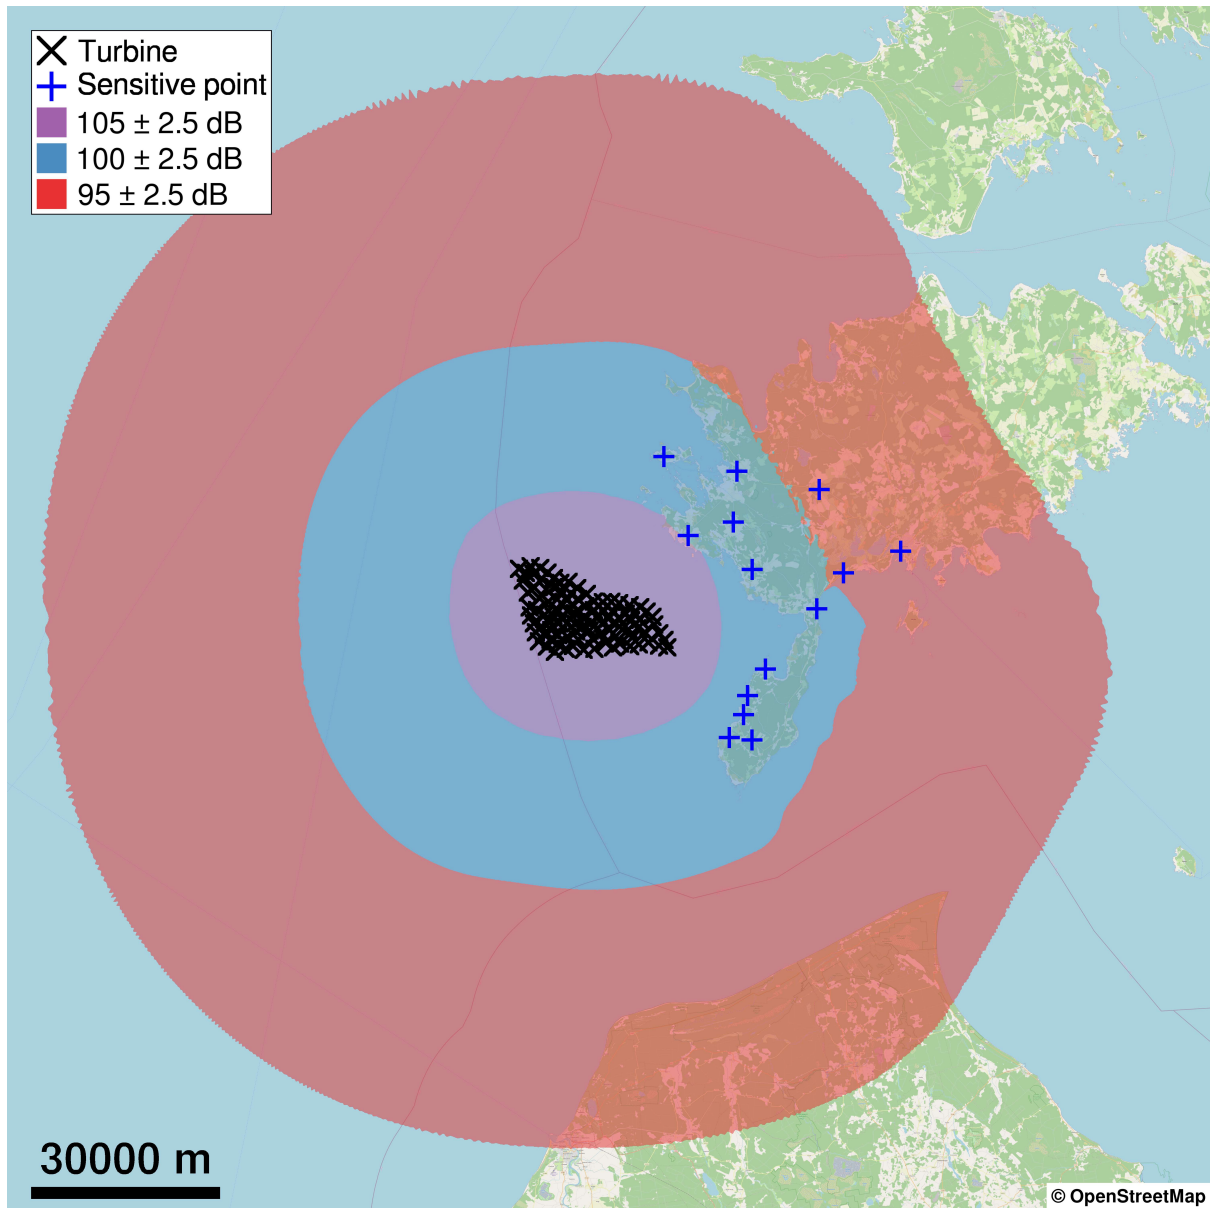 Turbine
Sensitive point
105 ± 2.5 dB
100 ± 2.5 dB
95 ± 2.5 dB
30000 m
© OpenStreetMap